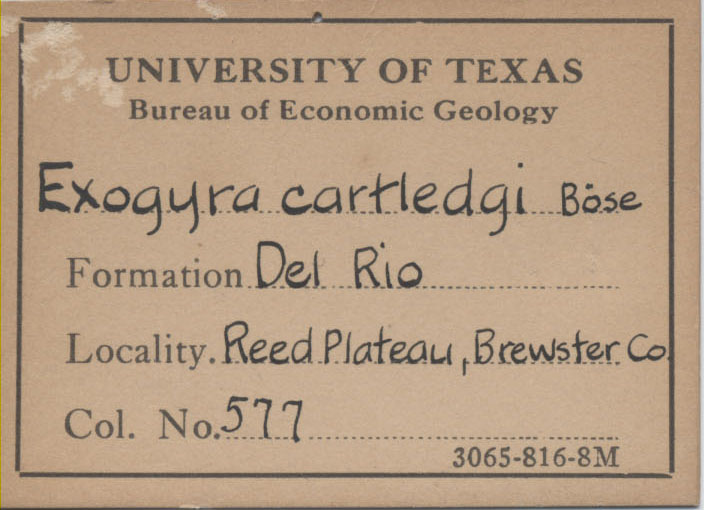 UNIVERSITY OF TEXAS
Bureau of Economic Geology
Exogyra cartledgi Böse
Formation Del Rio
Locality. Reed Plateau, Brewster Co.
Col. No. 577
3065-816-8M